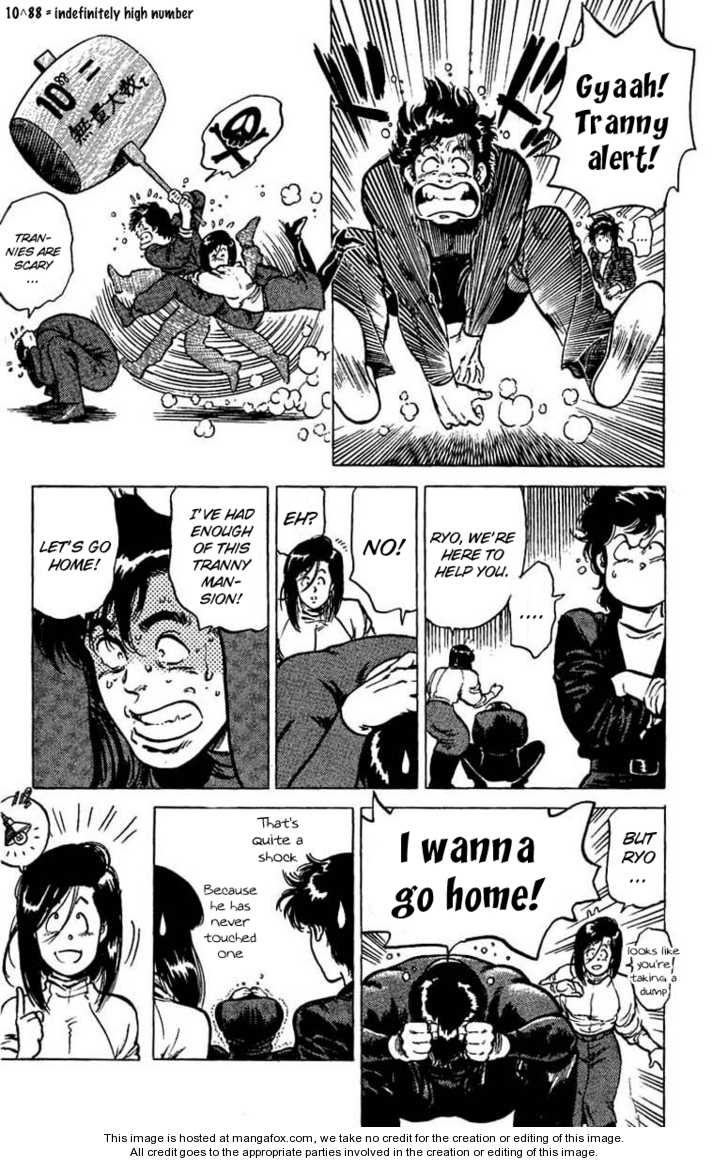 10^88 = indefinitely high number
Gyaah!
Tranny
alert!
....
10⁸⁸ =
無量大数t
TRAN-
NIES ARE
SCARY
...
RYO, WE'RE
HERE TO
HELP YOU.
....
NO!
EH?
I'VE HAD
ENOUGH
OF THIS
TRANNY
MAN-
SION!
LET'S GO
HOME!
BUT
RYO
...
I wanna
go home!
looks like
you're
taking a
dump!
That's
quite a
shock
Because
he has
never
touched
one
This image is hosted at mangafox.com, we take no credit for the creation or editing of this image.
All credit goes to the appropriate parties involved in the creation or editing of this image.